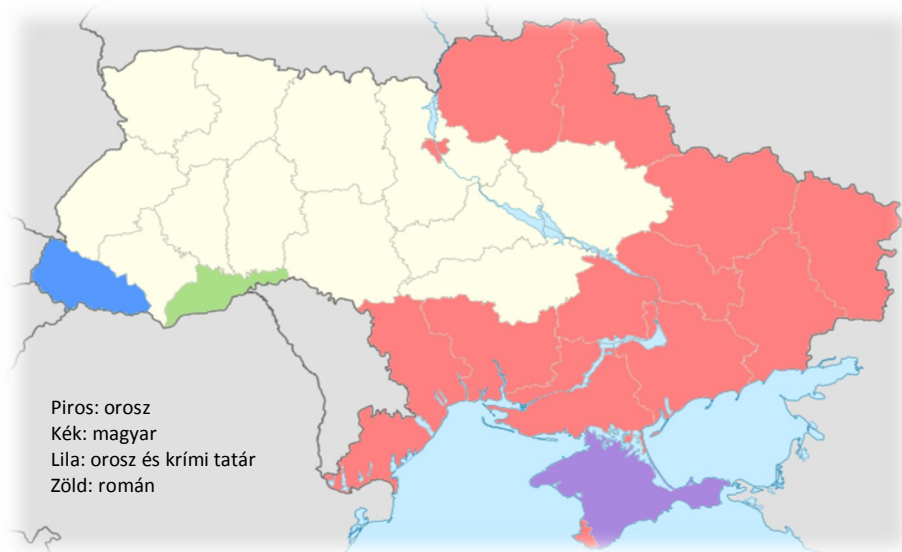 Piros: orosz
Kék: magyar
Lila: orosz és krími tatár
Zöld: román